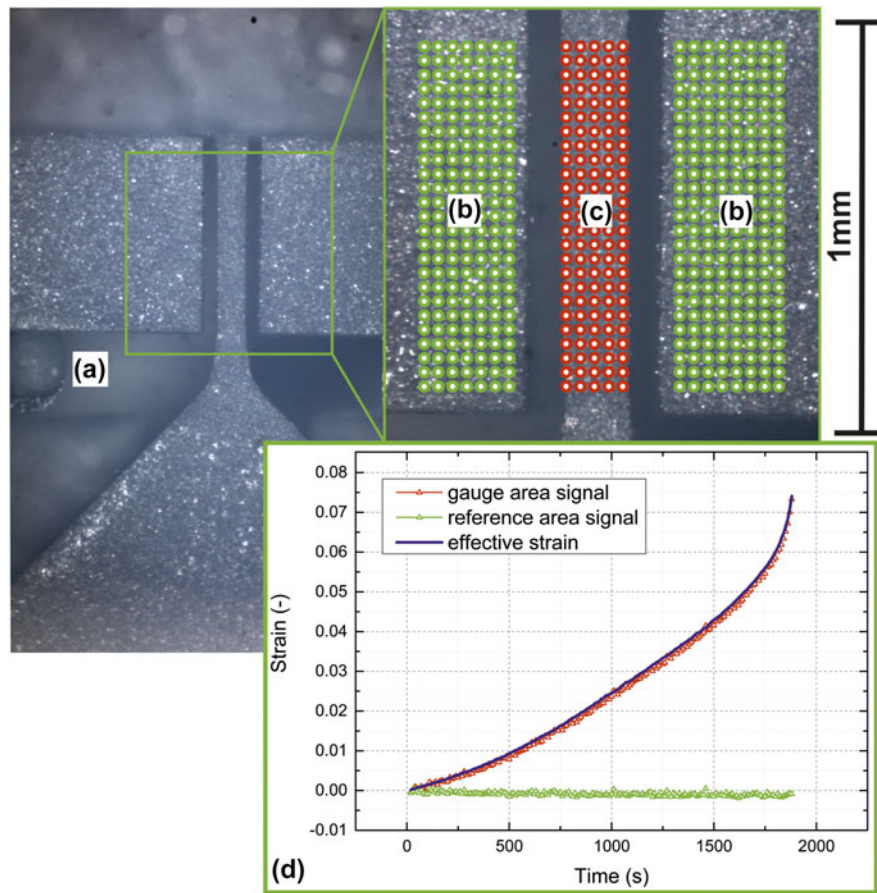 (a)
(b)
(c)
(b)
1mm
gauge area signal
reference area signal
effective strain
0.08
0.07
0.06
0.05
0.04
0.03
0.02
0.01
0.00
-0.01
Strain (-)
0
500
1000
1500
2000
Time (s)
(d)